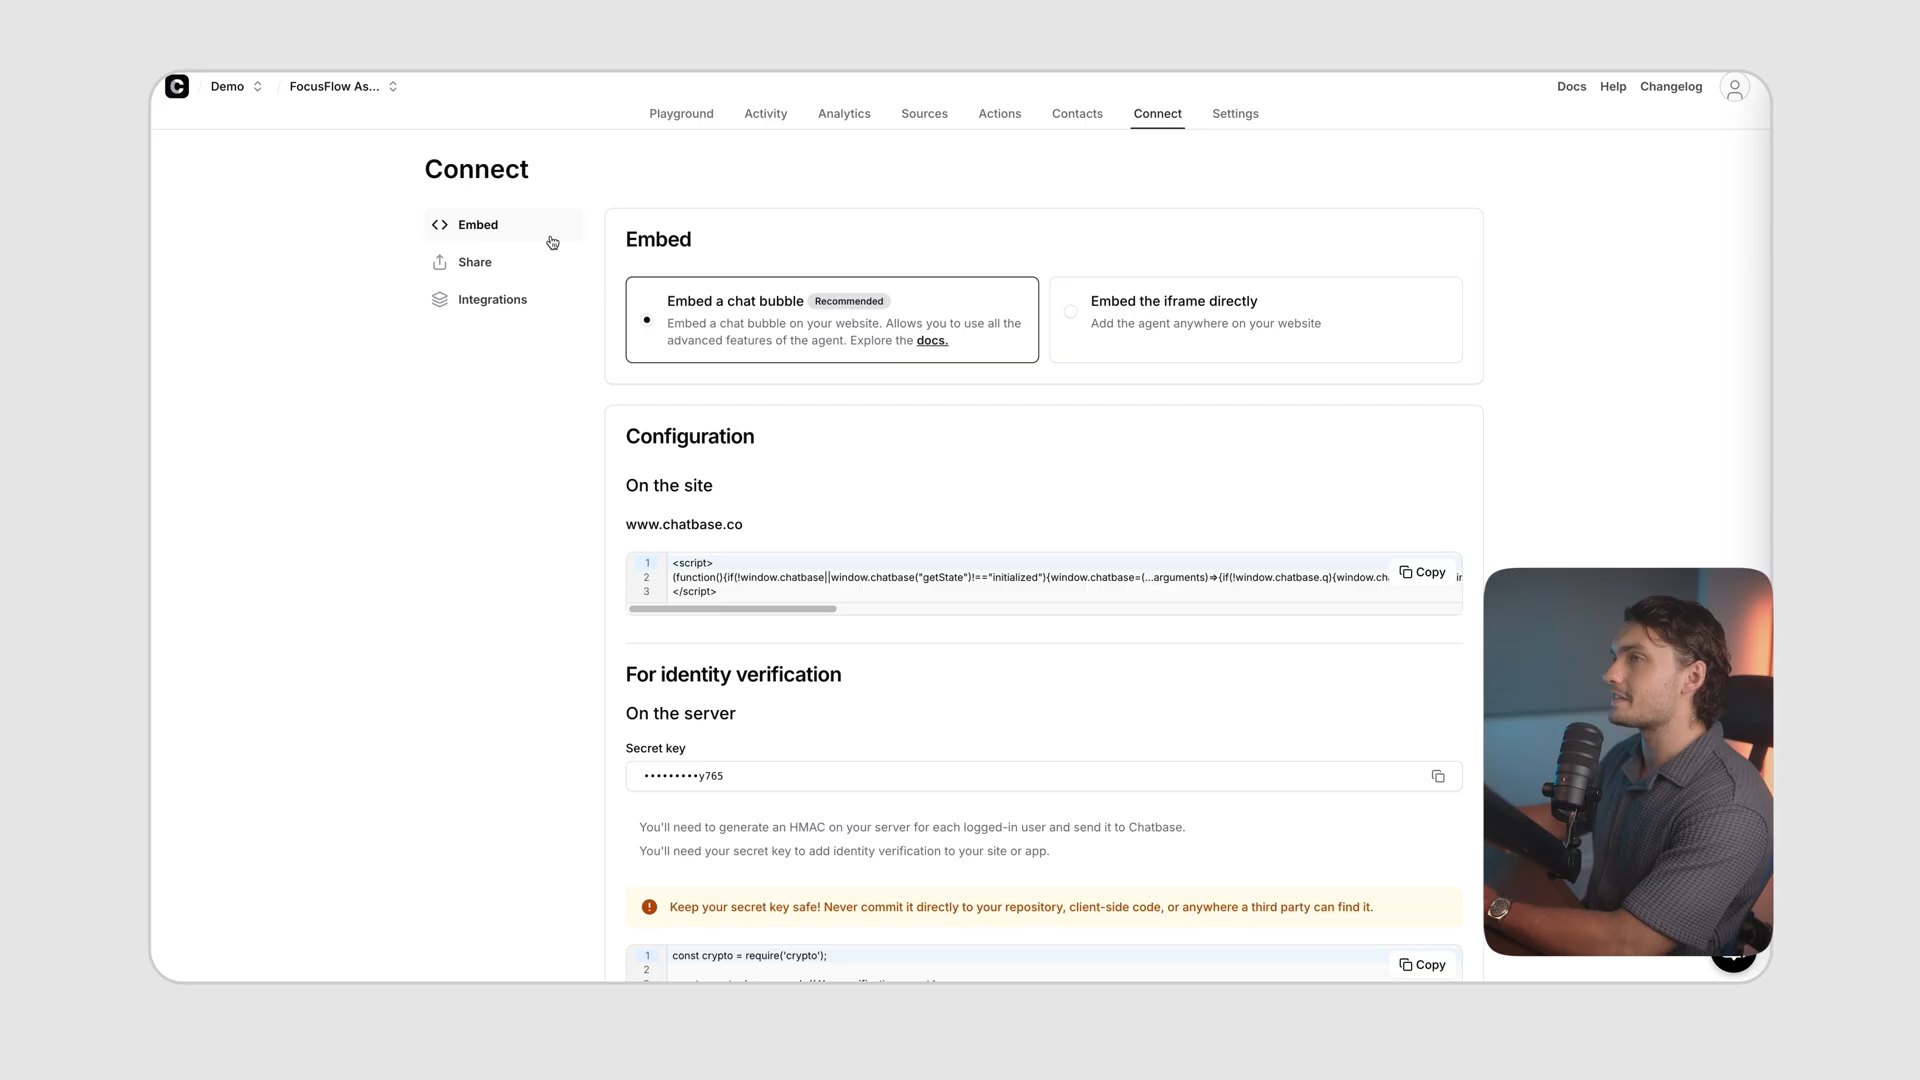 Demo
FocusFlow As...
Docs Help Changelog
Playground Activity Analytics Sources Actions Contacts Connect Settings
Connect
Embed
Share
Integrations
Embed
Embed a chat bubble Recommended
Embed a chat bubble on your website. Allows you to use all the
advanced features of the agent. Explore the docs.
Embed the iframe directly
Add the agent anywhere on your website
Configuration
On the site
www.chatbase.co
1 <script>
2 (function(){if(!window.chatbase||window.chatbase("getState")!=="initialized"){window.chatbase=(...arguments)=>{if(!window.chatbase.q){window.ch
3 </script>
Copy
For identity verification
On the server
Secret key
•••••••••y765
You'll need to generate an HMAC on your server for each logged-in user and send it to Chatbase.
You'll need your secret key to add identity verification to your site or app.
Keep your secret key safe! Never commit it directly to your repository, client-side code, or anywhere a third party can find it.
1 const crypto = require('crypto');
2
Copy